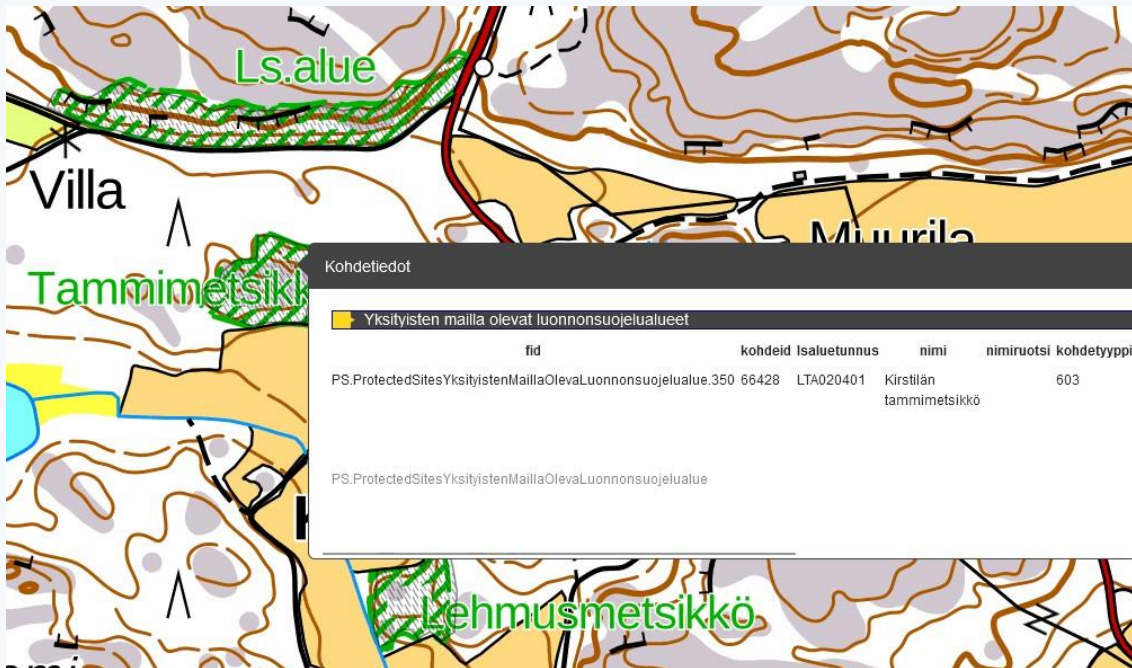 Ls.alue
Villa
Muurila
Tammimetsikk
Kohdetiedot
Yksityisten mailla olevat luonnonsuojelualueet
fid kohdeid lsaluetunnus nimi nimiruotsi kohdetyyppi
PS.ProtectedSitesYksityistenMaillaOlevaLuonnonsuojelualue.350 66428 LTA020401 Kirstilän 603
tammimetsikkö
PS.ProtectedSitesYksityistenMaillaOlevaLuonnonsuojelualue
Lehmusmetsikkö